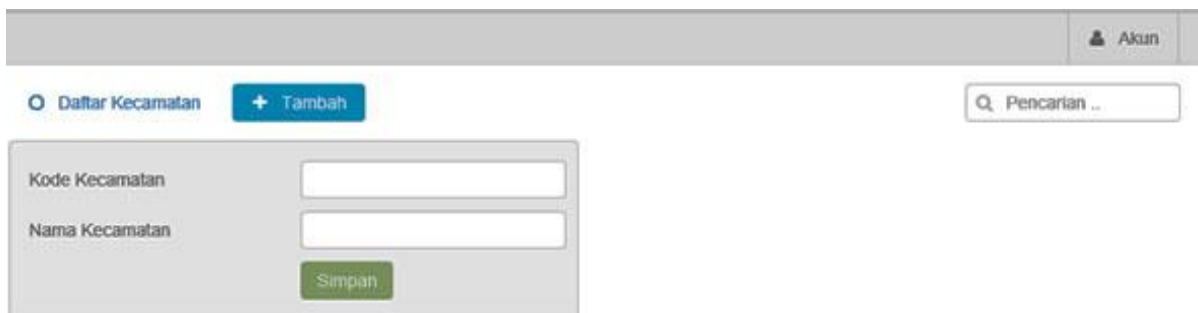 Akun
Daftar Kecamatan + Tambah Pencarian ..
Kode Kecamatan
Nama Kecamatan
Simpan